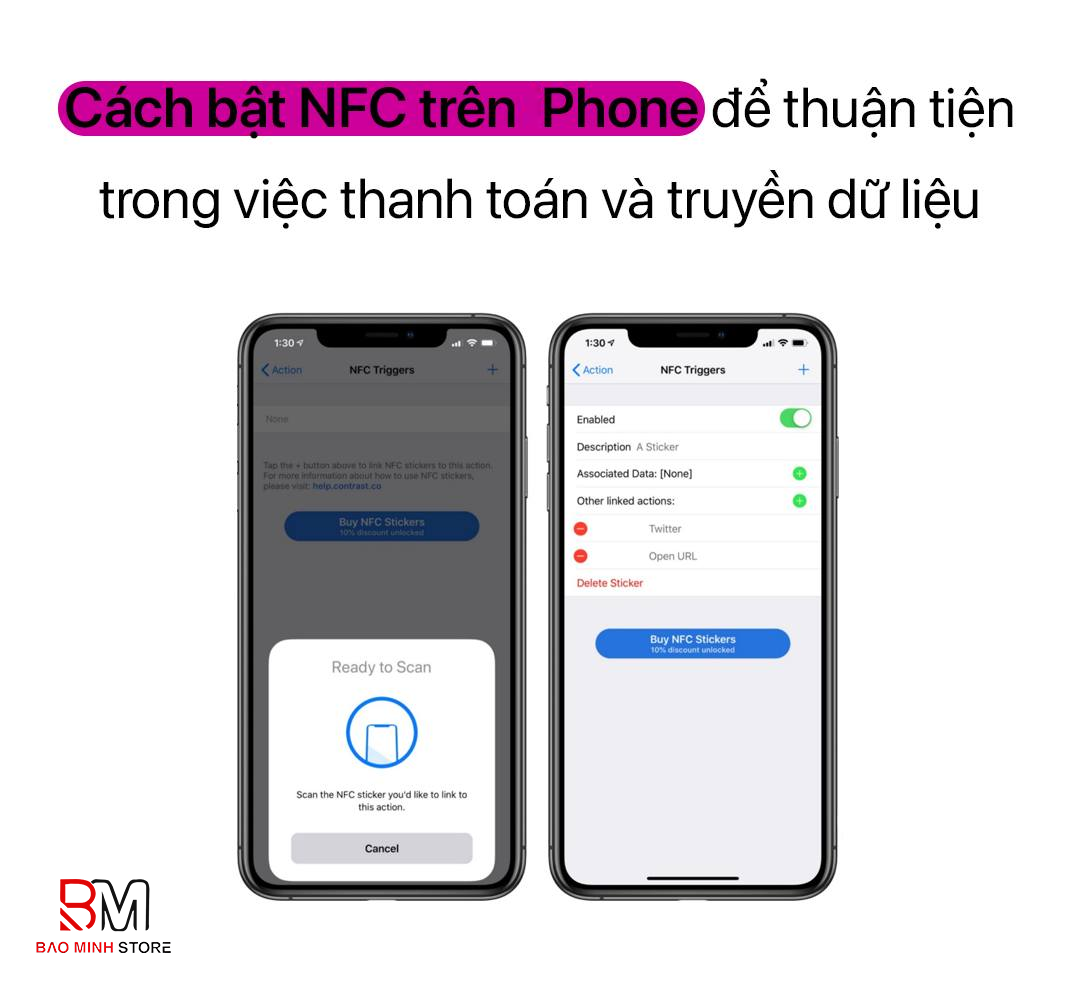 Cách bật NFC trên  Phone để thuận tiện
trong việc thanh toán và truyền dữ liệu
1:30
Action
NFC Triggers
+
None
Tap the + button above to link NFC stickers to this action.
For more information about how to use NFC stickers,
please visit: help.contrast.co
Buy NFC Stickers
10% discount unlocked
Ready to Scan
Scan the NFC sticker you'd like to link to
this action.
Cancel
1:30
Action
NFC Triggers
+
Enabled
Description A Sticker
Associated Data: [None]
Other linked actions:
Twitter
Open URL
Delete Sticker
Buy NFC Stickers
10% discount unlocked
BM
BAO MINH STORE